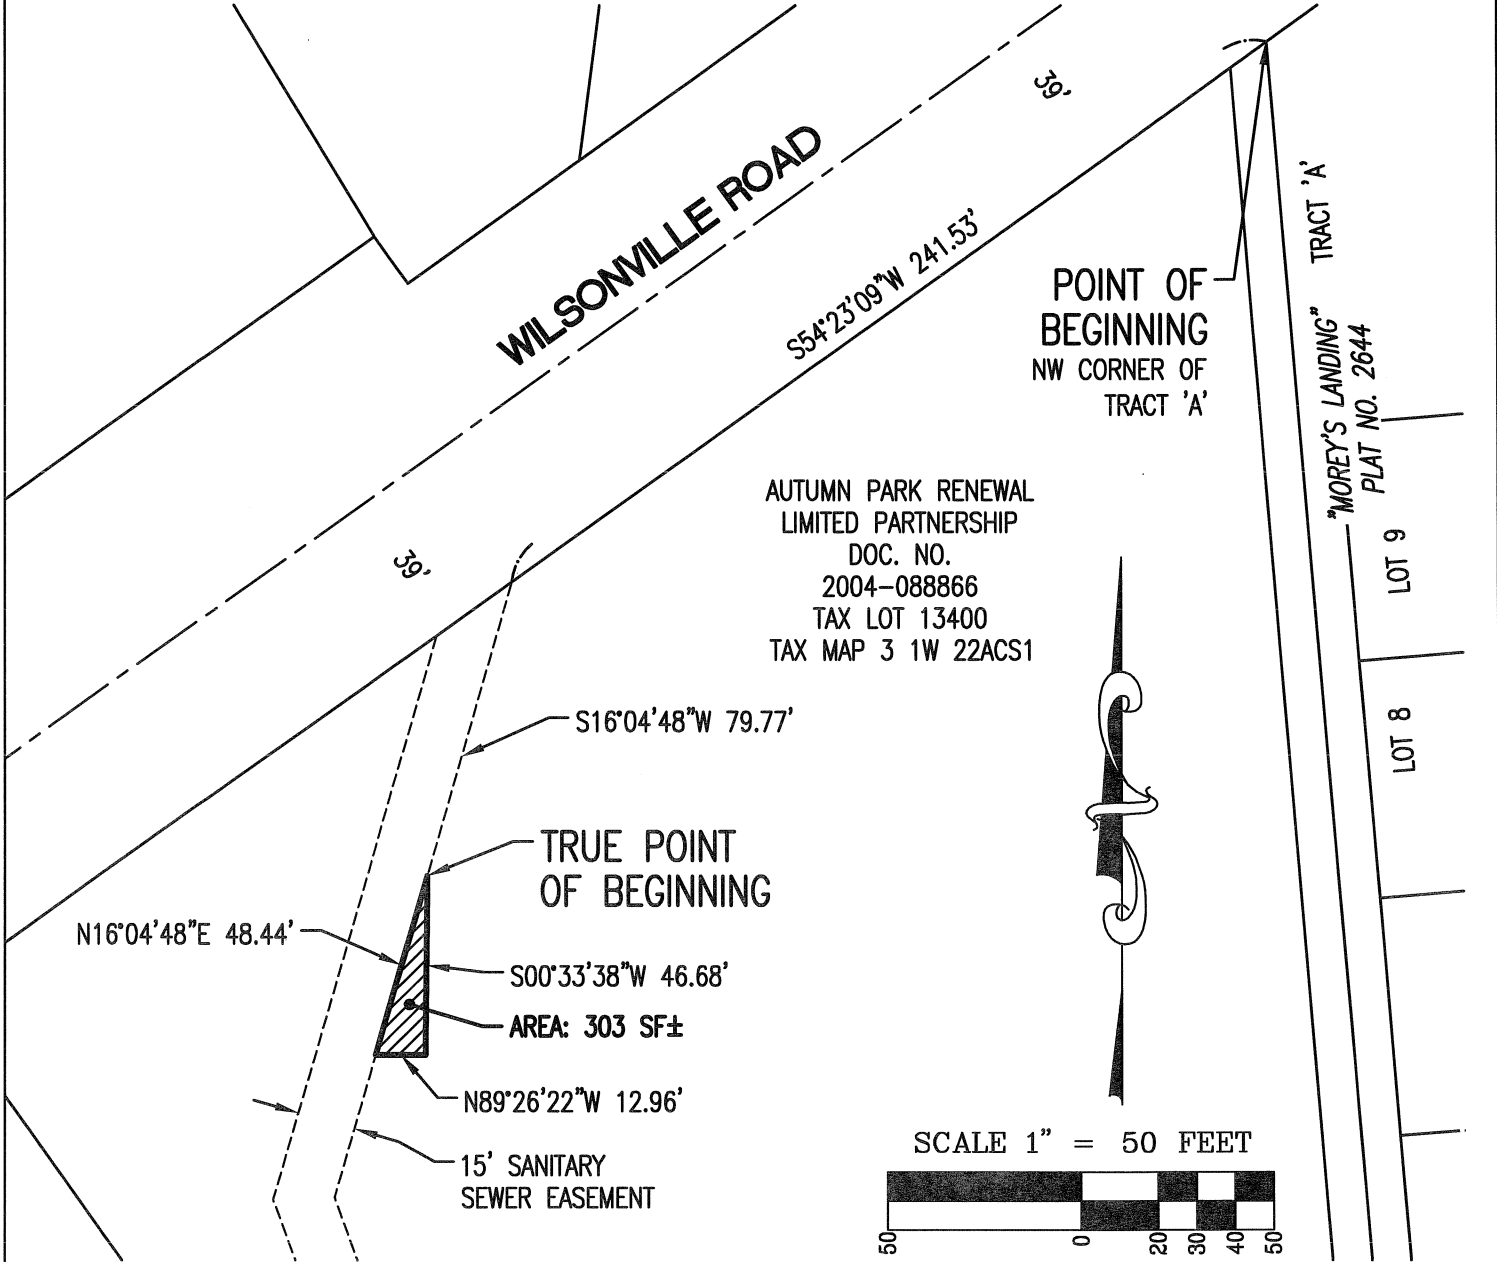 39'
WILSONVILLE ROAD
S54°23'09"W 241.53'
TRACT 'A'
POINT OF
BEGINNING
NW CORNER OF
TRACT 'A'
"MOREY'S LANDING"
PLAT NO. 2644
AUTUMN PARK RENEWAL
LIMITED PARTNERSHIP
DOC. NO.
2004-088866
TAX LOT 13400
TAX MAP 3 1W 22ACS1
39'
LOT 9
LOT 8
S16°04'48"W 79.77'
TRUE POINT
OF BEGINNING
N16°04'48"E 48.44'
S00°33'38"W 46.68'
AREA: 303 SF±
N89°26'22"W 12.96'
15' SANITARY
SEWER EASEMENT
SCALE 1" = 50 FEET
50 0 20 30 40 50